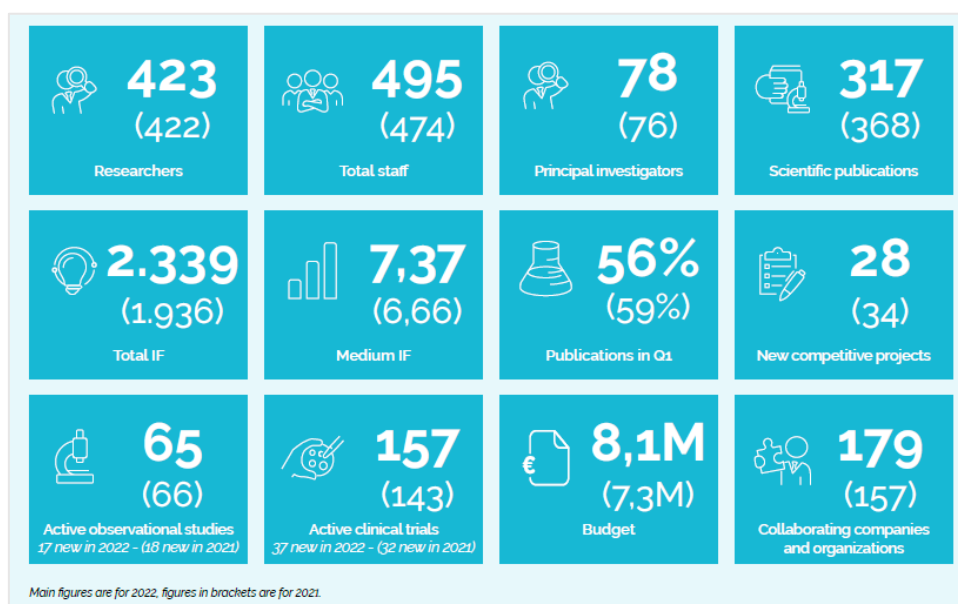 423
(422)
Researchers
495
(474)
Total staff
78
(76)
Principal investigators
317
(368)
Scientific publications
2.339
(1.936)
Total IF
7,37
(6,66)
Medium IF
56%
(59%)
Publications in Q1
28
(34)
New competitive projects
65
(66)
Active observational studies
17 new in 2022 - (18 new in 2021)
157
(143)
Active clinical trials
37 new in 2022 - (32 new in 2021)
€
8,1M
(7,3M)
Budget
179
(157)
Collaborating companies
and organizations
Main figures are for 2022, figures in brackets are for 2021.